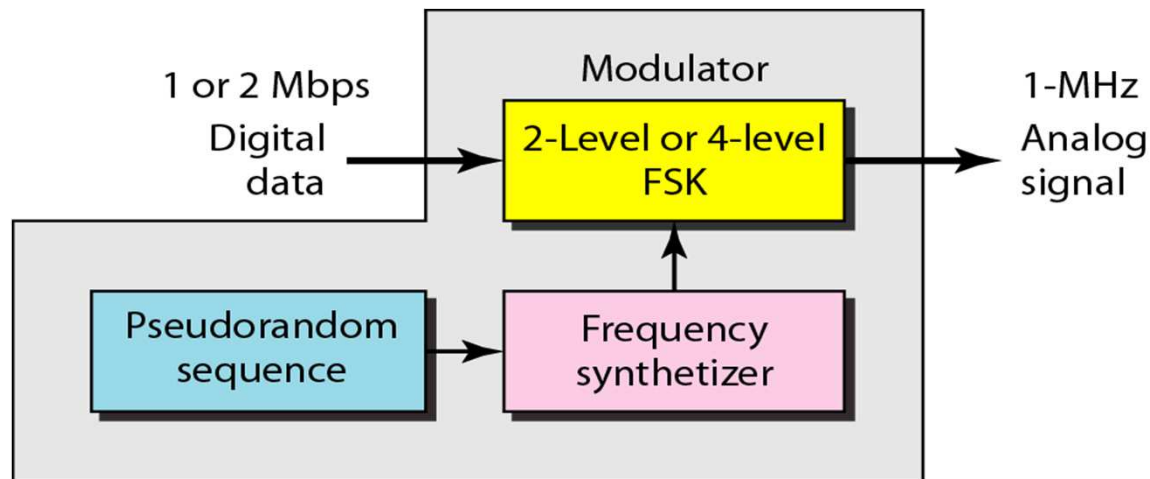 Modulator
1 or 2 Mbps
Digital
data
2-Level or 4-level
FSK
1-MHz
Analog
signal
Pseudorandom
sequence
Frequency
synthetizer